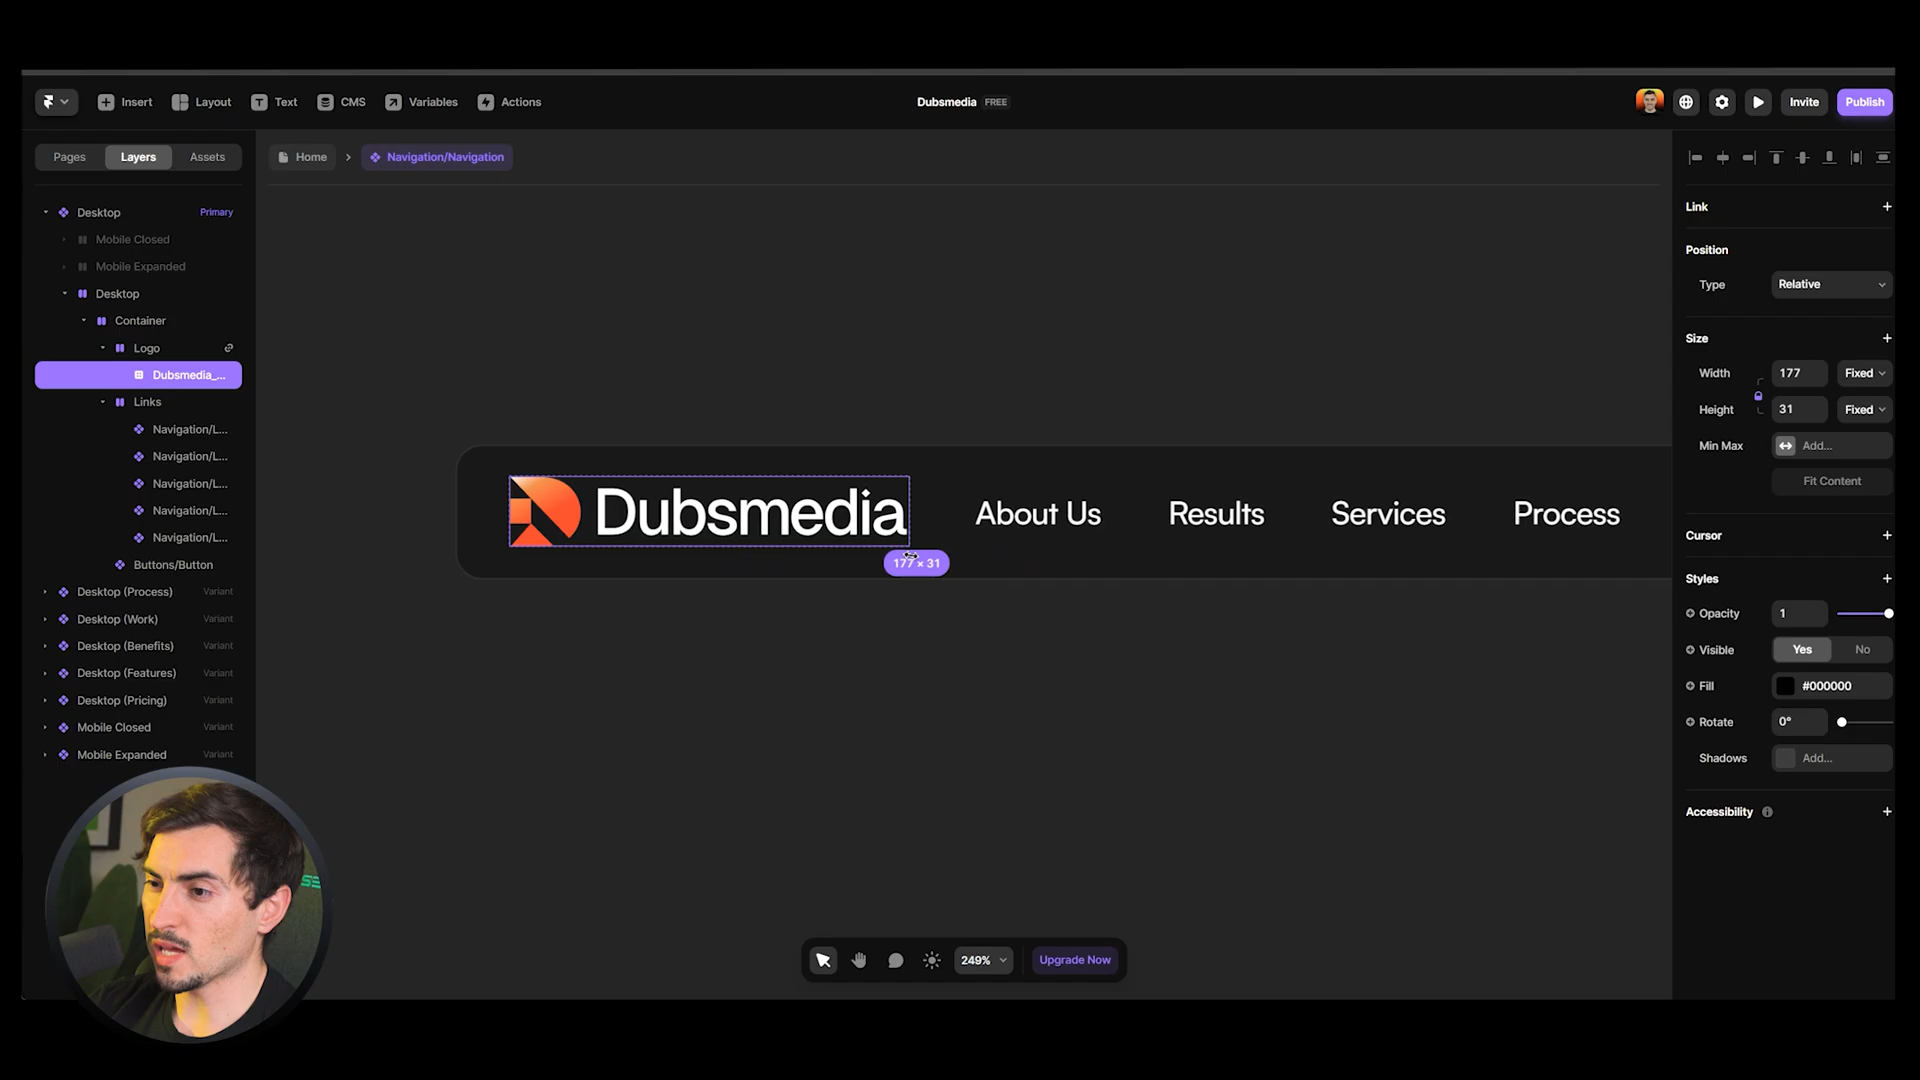 Insert Layout Text CMS Variables Actions
Dubsmedia FREE
Invite Publish
Pages Layers Assets
Desktop Primary
Mobile Closed
Mobile Expanded
Desktop
Container
Logo
Dubsmedia_...
Links
Navigation/L...
Navigation/L...
Navigation/L...
Navigation/L...
Navigation/L...
Buttons/Button
Desktop (Process) Variant
Desktop (Work) Variant
Desktop (Benefits) Variant
Desktop (Features) Variant
Desktop (Pricing) Variant
Mobile Closed Variant
Mobile Expanded Variant
Home Navigation/Navigation
Dubsmedia About Us Results Services Process
177 × 31
249% Upgrade Now
Link
Position
Type Relative
Size
Width 177 Fixed
Height 31 Fixed
Min Max Add...
Fit Content
Cursor
Styles
Opacity 1
Visible Yes No
Fill #000000
Rotate 0°
Shadows Add...
Accessibility